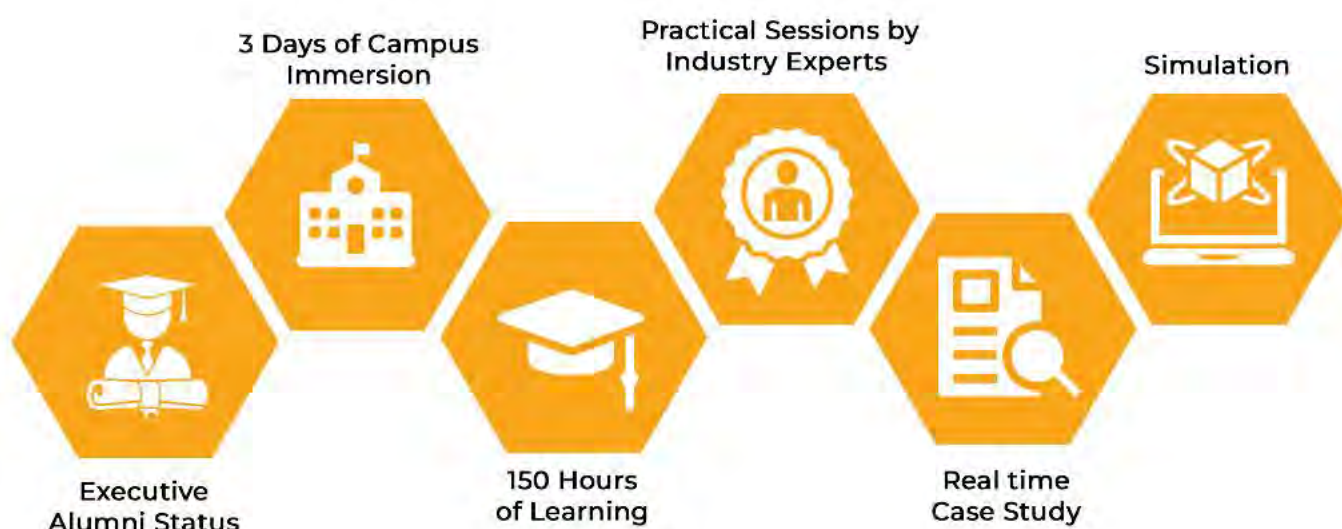 3 Days of Campus
Immersion
Practical Sessions by
Industry Experts
Simulation
Executive
Alumni Status
150 Hours
of Learning
Real time
Case Study